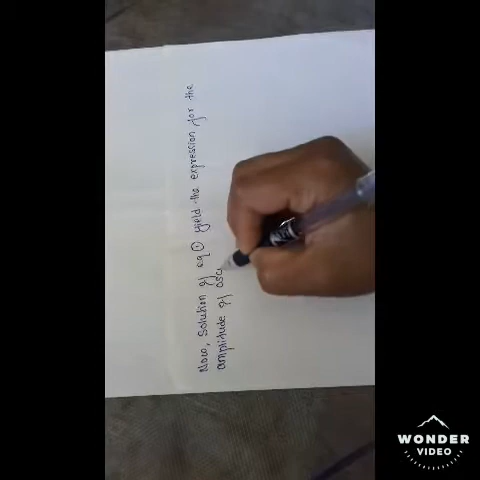 Now, Solution of eq ① yield the expression for the
amplitude of osc
WONDER
VIDEO